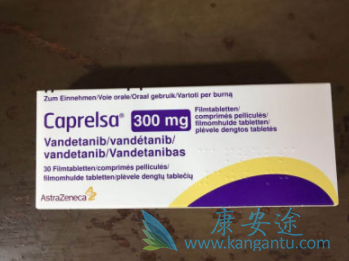 Zum Einnehmen/Voie orale/Oraal gebruik/Vartoti per burną
Caprelsa® 300 mg
Filmtabletten/
comprimés pelliculés/
filmomhulde tabletten/
plėvele dengtos tabletės
Vandetanib/vandétanib/
vandetanib/Vandetanibas
30 Filmtabletten/comprimés pelliculés/
filmomhulde tabletten/plėvele dengtų tablečių
AstraZeneca
康安途
www.kangantu.com